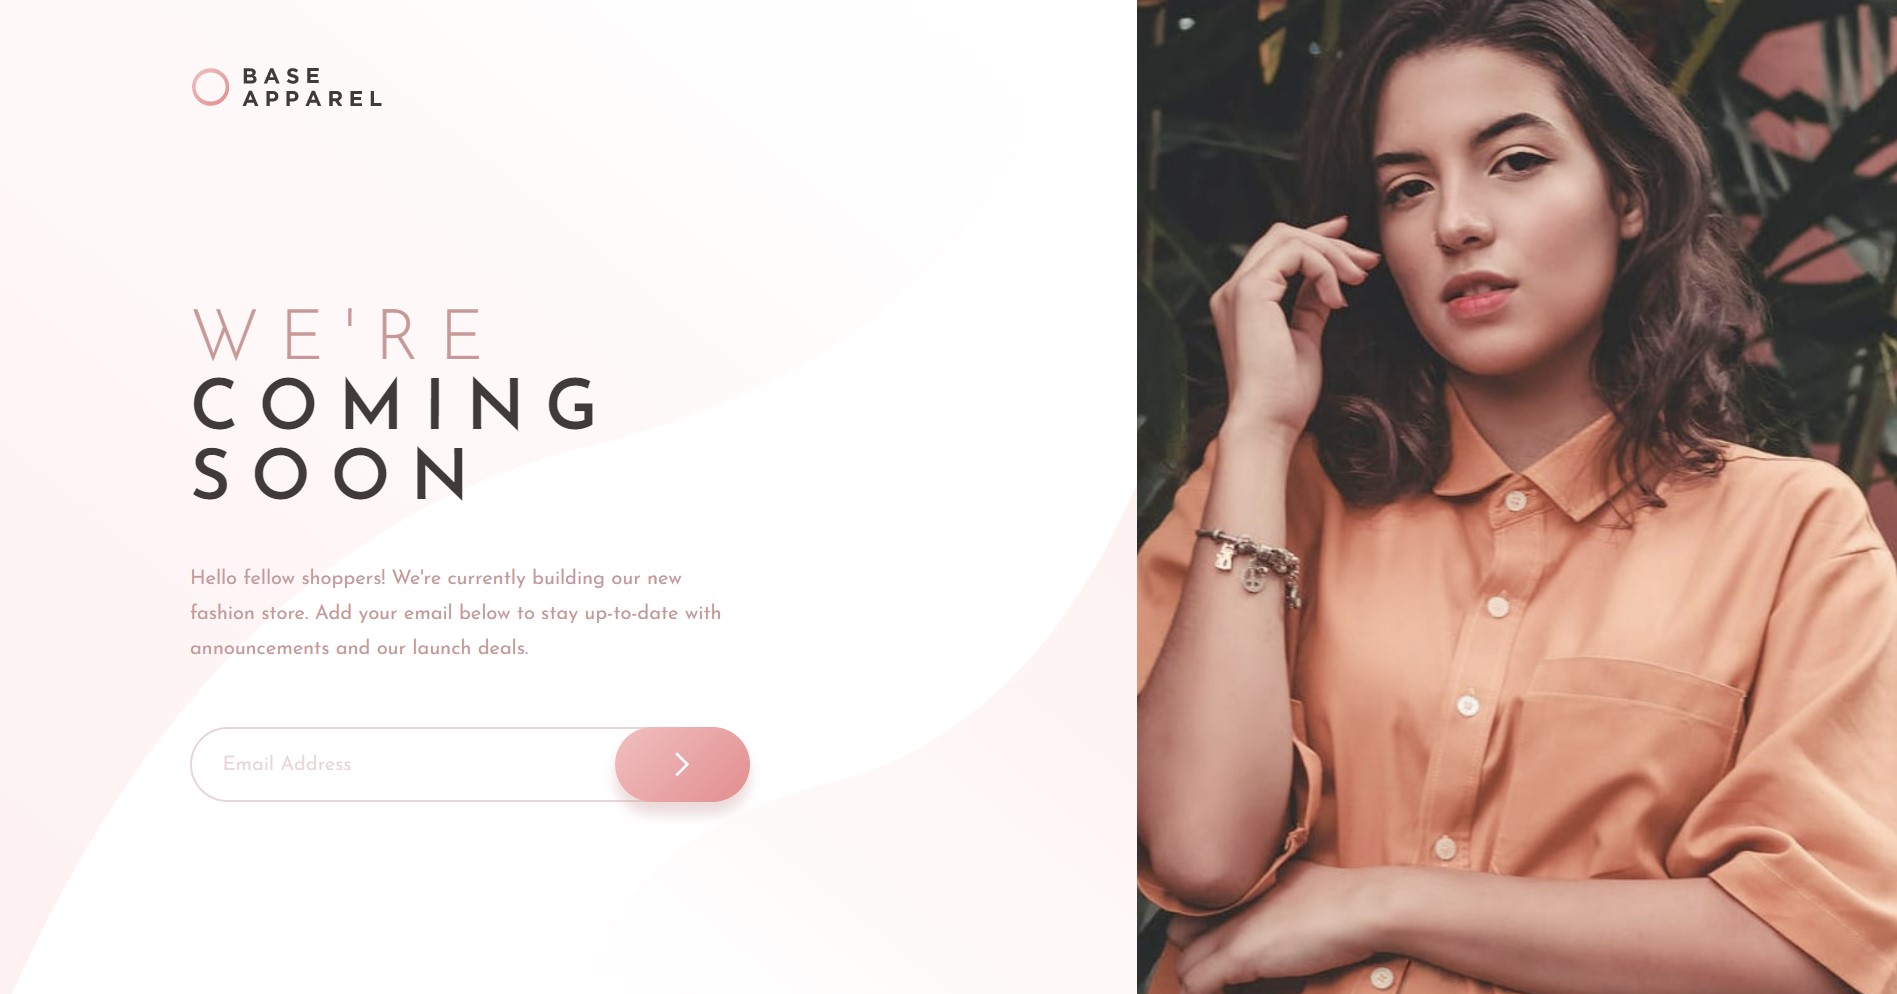 BASE
APPAREL
WE'RE
COMING
SOON
Hello fellow shoppers! We're currently building our new
fashion store. Add your email below to stay up-to-date with
announcements and our launch deals.
Email Address